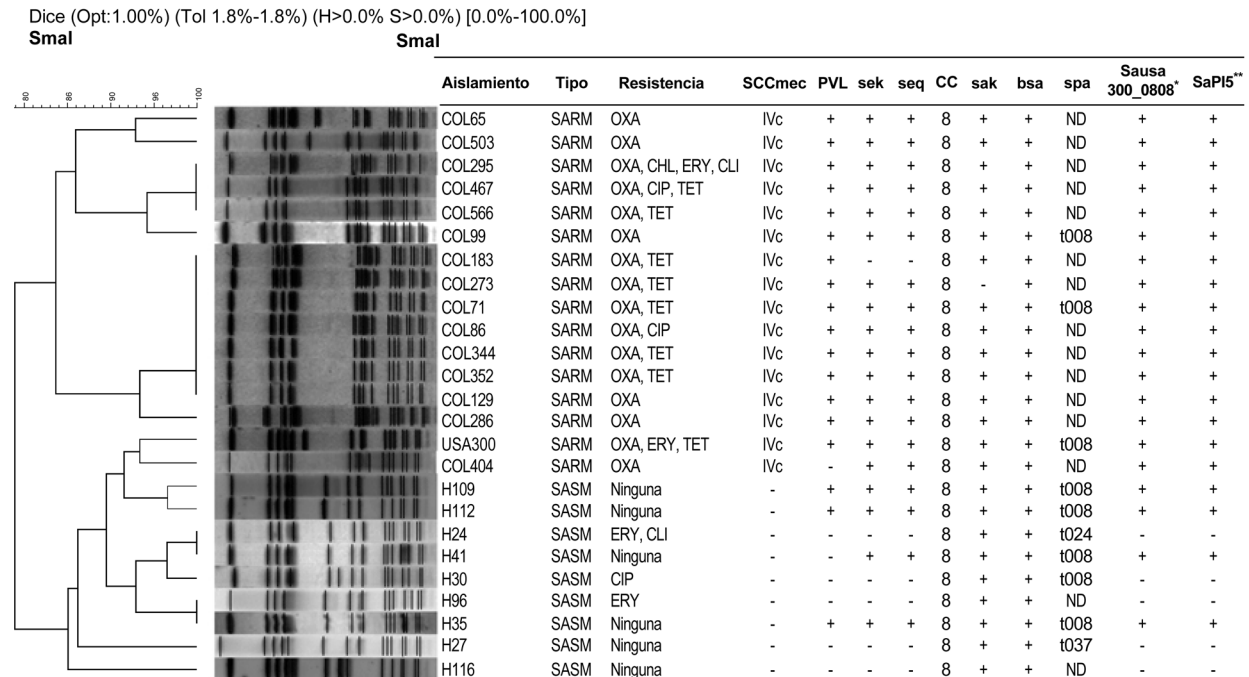 Dice (Opt:1.00%) (Tol 1.8%-1.8%) (H>0.0% S>0.0%) [0.0%-100.0%]
SmaI SmaI
80 86 90 96 100
Aislamiento Tipo Resistencia SCCmec PVL sek seq CC sak bsa spa Sausa 300_0808* SaPI5**
COL65 SARM OXA IVc + + + 8 + + ND + +
COL503 SARM OXA IVc + + + 8 + + ND + +
COL295 SARM OXA, CHL, ERY, CLI IVc + + + 8 + + ND + +
COL467 SARM OXA, CIP, TET IVc + + + 8 + + ND + +
COL566 SARM OXA, TET IVc + + + 8 + + ND + +
COL99 SARM OXA IVc + + + 8 + + t008 + +
COL183 SARM OXA, TET IVc + - - 8 + + ND + +
COL273 SARM OXA, TET IVc + + + 8 - + ND + +
COL71 SARM OXA, TET IVc + + + 8 + + t008 + +
COL86 SARM OXA, CIP IVc + + + 8 + + ND + +
COL344 SARM OXA, TET IVc + + + 8 + + ND + +
COL352 SARM OXA, TET IVc + + + 8 + + ND + +
COL129 SARM OXA IVc + + + 8 + + ND + +
COL286 SARM OXA IVc + + + 8 + + ND + +
USA300 SARM OXA, ERY, TET IVc + + + 8 + + t008 + +
COL404 SARM OXA IVc - + + 8 + + ND + +
H109 SASM Ninguna - + + + 8 + + t008 + +
H112 SASM Ninguna - + + + 8 + + t008 + +
H24 SASM ERY, CLI - - - - 8 + + t024 - -
H41 SASM Ninguna - - + + 8 + + t008 + +
H30 SASM CIP - - - - 8 + + t008 - -
H96 SASM ERY - - - - 8 + + ND - -
H35 SASM Ninguna - + + + 8 + + t008 + +
H27 SASM Ninguna - - - - 8 + + t037 - -
H116 SASM Ninguna - - - - 8 + + ND - -